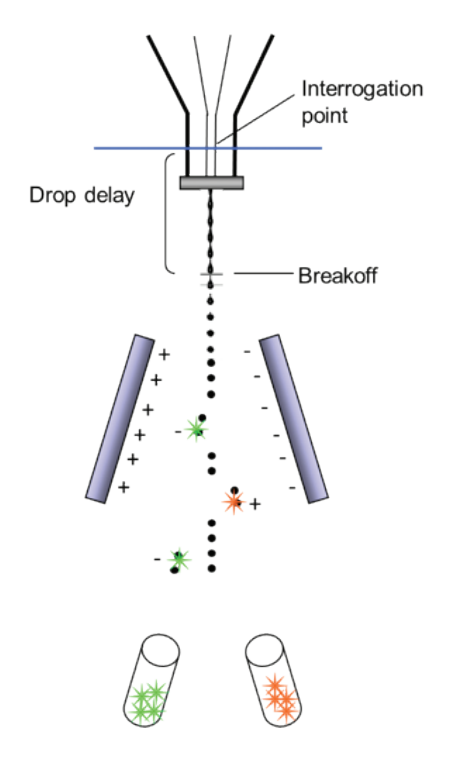 Interrogation
point
Drop delay
Breakoff
+ -
+ -
+ -
- + -
+ -
+ + -
-